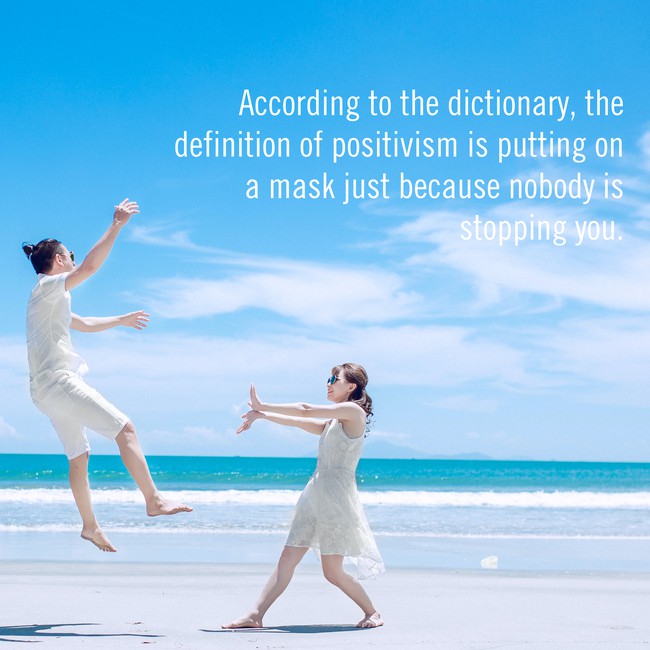 According to the dictionary, the
definition of positivism is putting on
a mask just because nobody is
stopping you.